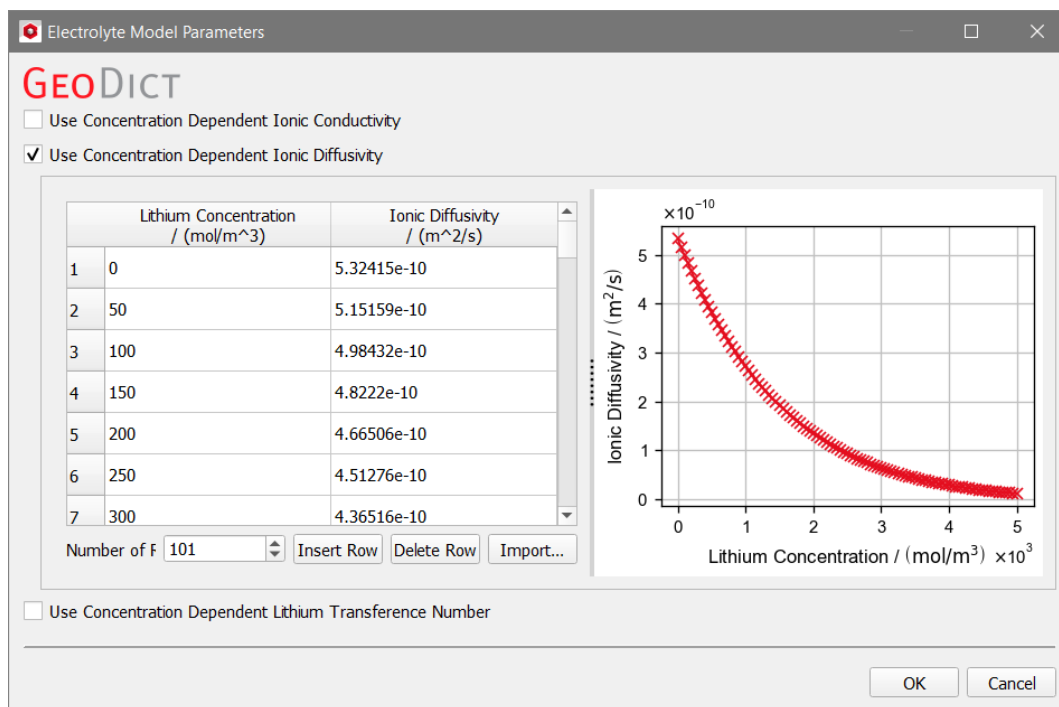 Electrolyte Model Parameters
GEODICT
Use Concentration Dependent Ionic Conductivity
Use Concentration Dependent Ionic Diffusivity
Lithium Concentration
/ (mol/m^3)
Ionic Diffusivity
/ (m^2/s)
1 0 5.32415e-10
2 50 5.15159e-10
3 100 4.98432e-10
4 150 4.8222e-10
5 200 4.66506e-10
6 250 4.51276e-10
7 300 4.36516e-10
Number of F 101 Insert Row Delete Row Import...
×10⁻¹⁰
Ionic Diffusivity / (m²/s)
5
4
3
2
1
0
0 1 2 3 4 5
Lithium Concentration / (mol/m³) ×10³
Use Concentration Dependent Lithium Transference Number
OK Cancel